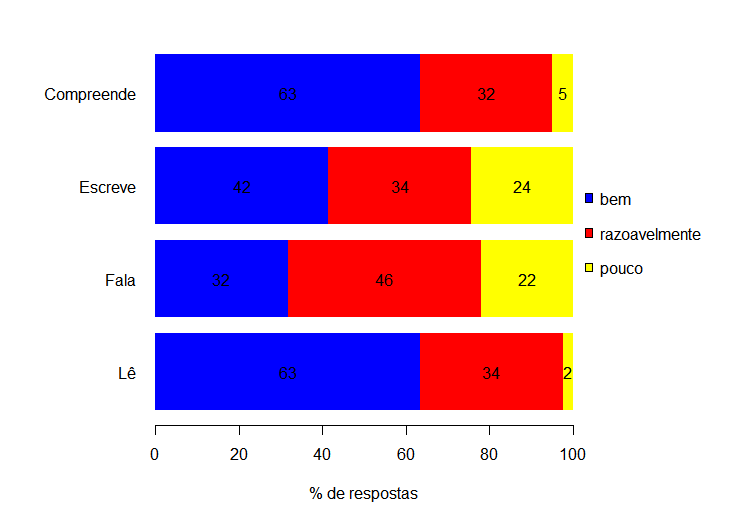 Compreende 63 32 5
Escreve 42 34 24
Fala 32 46 22
Lê 63 34 2
bem
razoavelmente
pouco
0 20 40 60 80 100
% de respostas